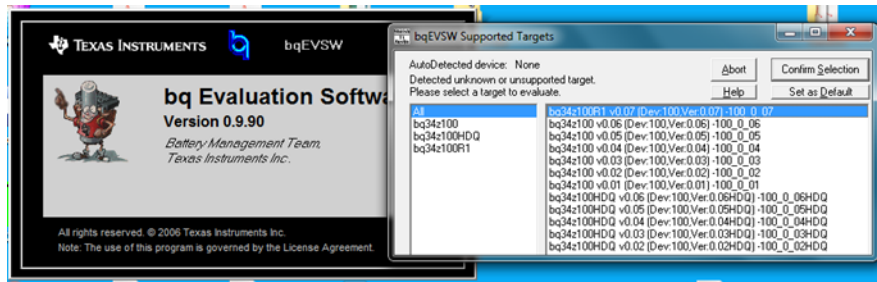 TEXAS INSTRUMENTS bqEVSW
bq Evaluation Softwa
Version 0.9.90
Battery Management Team,
Texas Instruments Inc.
All rights reserved. © 2006 Texas Instruments Inc.
Note: The use of this program is governed by the License Agreement.
bqEVSW Supported Targets
AutoDetected device: None
Detected unknown or unsupported target.
Please select a target to evaluate.
Abort Confirm Selection
Help Set as Default
All
bq34z100
bq34z100HDQ
bq34z100R1
bq34z100R1 v0.07 (Dev:100,Ver:0.07) -100_0_07
bq34z100 v0.06 (Dev:100,Ver:0.06) -100_0_06
bq34z100 v0.05 (Dev:100,Ver:0.05) -100_0_05
bq34z100 v0.04 (Dev:100,Ver:0.04) -100_0_04
bq34z100 v0.03 (Dev:100,Ver:0.03) -100_0_03
bq34z100 v0.02 (Dev:100,Ver:0.02) -100_0_02
bq34z100 v0.01 (Dev:100,Ver:0.01) -100_0_01
bq34z100HDQ v0.06 (Dev:100,Ver:0.06HDQ) -100_0_06HDQ
bq34z100HDQ v0.05 (Dev:100,Ver:0.05HDQ) -100_0_05HDQ
bq34z100HDQ v0.04 (Dev:100,Ver:0.04HDQ) -100_0_04HDQ
bq34z100HDQ v0.03 (Dev:100,Ver:0.03HDQ) -100_0_03HDQ
bq34z100HDQ v0.02 (Dev:100,Ver:0.02HDQ) -100_0_02HDQ